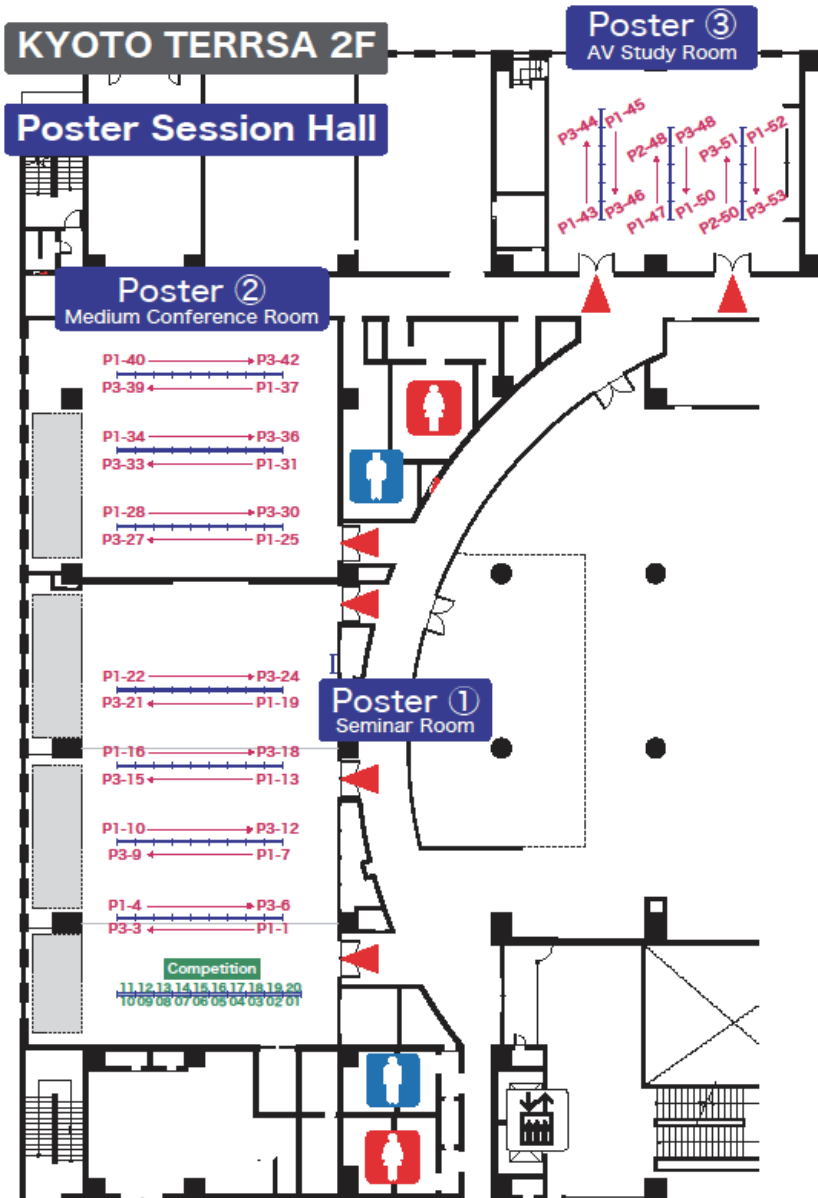 KYOTO TERRSA 2F
Poster ③
AV Study Room
Poster Session Hall
P3-44 P1-45 P2-48 P3-48 P3-51 P1-52
P1-43 P3-46 P1-47 P1-50 P2-50 P3-53
Poster ②
Medium Conference Room
P1-40 P3-42
P3-39 P1-37
P1-34 P3-36
P3-33 P1-31
P1-28 P3-30
P3-27 P1-25
P1-22 P3-24
P3-21 P1-19
Poster ①
Seminar Room
P1-16 P3-18
P3-15 P1-13
P1-10 P3-12
P3-9 P1-7
P1-4 P3-6
P3-3 P1-1
Competition
11 12 13 14 15 16 17 18 19 20
10 09 08 07 06 05 04 03 02 01